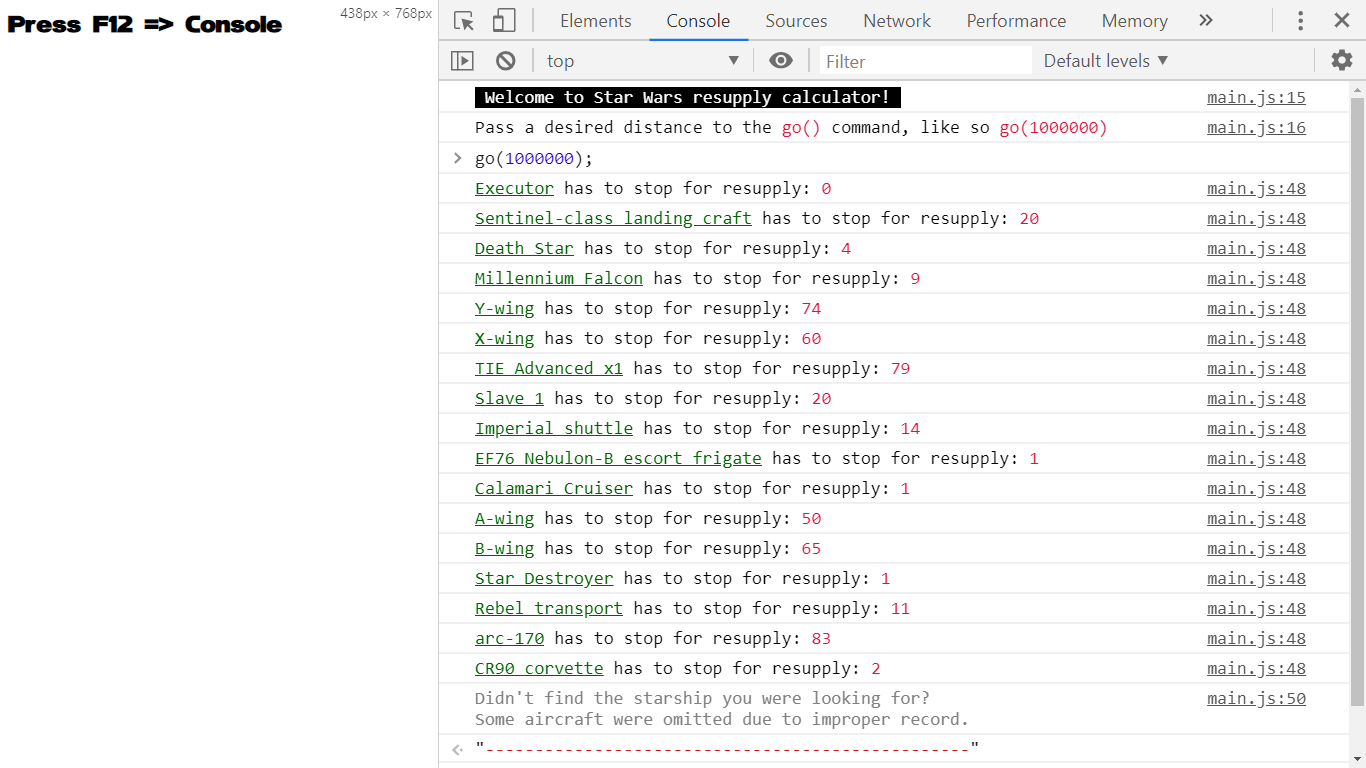 Press F12 => Console
438px × 768px
Elements Console Sources Network Performance Memory »
top ▼ Filter Default levels ▼
Welcome to Star Wars resupply calculator! main.js:15
Pass a desired distance to the go() command, like so go(1000000) main.js:16
> go(1000000);
Executor has to stop for resupply: 0 main.js:48
Sentinel-class landing craft has to stop for resupply: 20 main.js:48
Death Star has to stop for resupply: 4 main.js:48
Millennium Falcon has to stop for resupply: 9 main.js:48
Y-wing has to stop for resupply: 74 main.js:48
X-wing has to stop for resupply: 60 main.js:48
TIE Advanced x1 has to stop for resupply: 79 main.js:48
Slave 1 has to stop for resupply: 20 main.js:48
Imperial shuttle has to stop for resupply: 14 main.js:48
EF76 Nebulon-B escort frigate has to stop for resupply: 1 main.js:48
Calamari Cruiser has to stop for resupply: 1 main.js:48
A-wing has to stop for resupply: 50 main.js:48
B-wing has to stop for resupply: 65 main.js:48
Star Destroyer has to stop for resupply: 1 main.js:48
Rebel transport has to stop for resupply: 11 main.js:48
arc-170 has to stop for resupply: 83 main.js:48
CR90 corvette has to stop for resupply: 2 main.js:48
Didn't find the starship you were looking for? main.js:50
Some aircraft were omitted due to improper record.
"-------------------------------------------------"